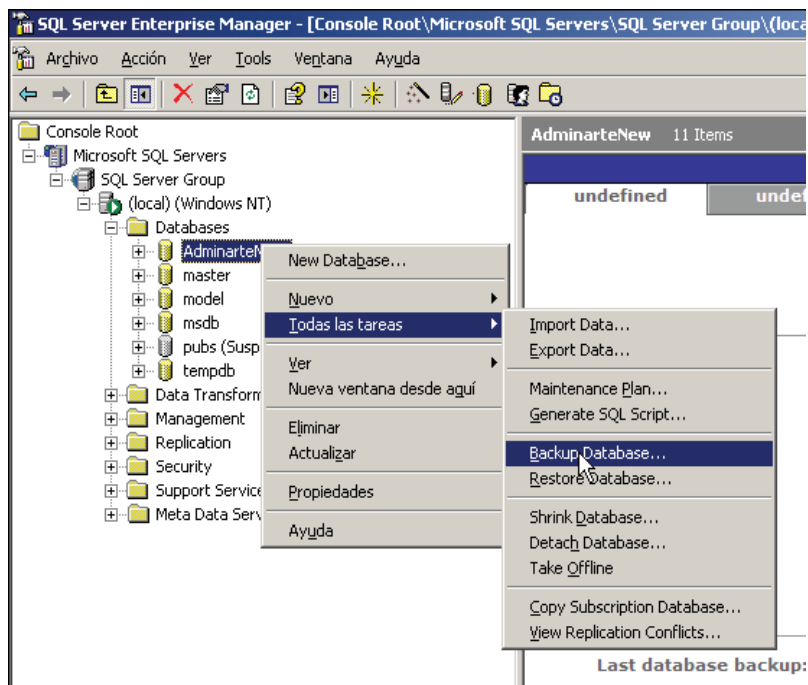 SQL Server Enterprise Manager - [Console Root\Microsoft SQL Servers\SQL Server Group\(loca
Archivo Acción Ver Tools Ventana Ayuda
Console Root
Microsoft SQL Servers
SQL Server Group
(local) (Windows NT)
Databases
AdminarteN
master
model
msdb
pubs (Susp
tempdb
Data Transform
Management
Replication
Security
Support Service
Meta Data Serv
New Database...
Nuevo
Todas las tareas
Ver
Nueva ventana desde aquí
Eliminar
Actualizar
Propiedades
Ayuda
Import Data...
Export Data...
Maintenance Plan...
Generate SQL Script...
Backup Database...
Restore Database...
Shrink Database...
Detach Database...
Take Offline
Copy Subscription Database...
View Replication Conflicts...
AdminarteNew 11 Items
undefined undef
Last database backup: